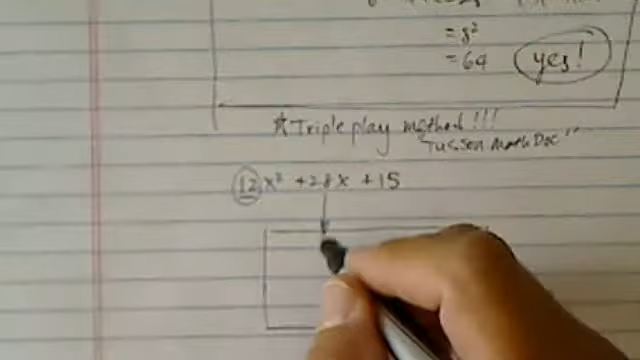 = 8²
= 64 yes!
*Triple play method!!!
"Tucson Math Doc"
12x² +28x +15